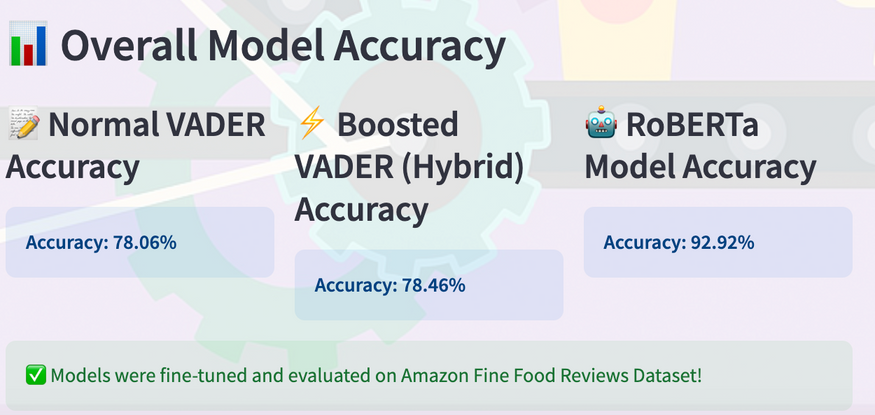 📊 Overall Model Accuracy
📝 Normal VADER
Accuracy
Accuracy: 78.06%
⚡ Boosted
VADER (Hybrid)
Accuracy
Accuracy: 78.46%
🤖 RoBERTa
Model Accuracy
Accuracy: 92.92%
✅ Models were fine-tuned and evaluated on Amazon Fine Food Reviews Dataset!